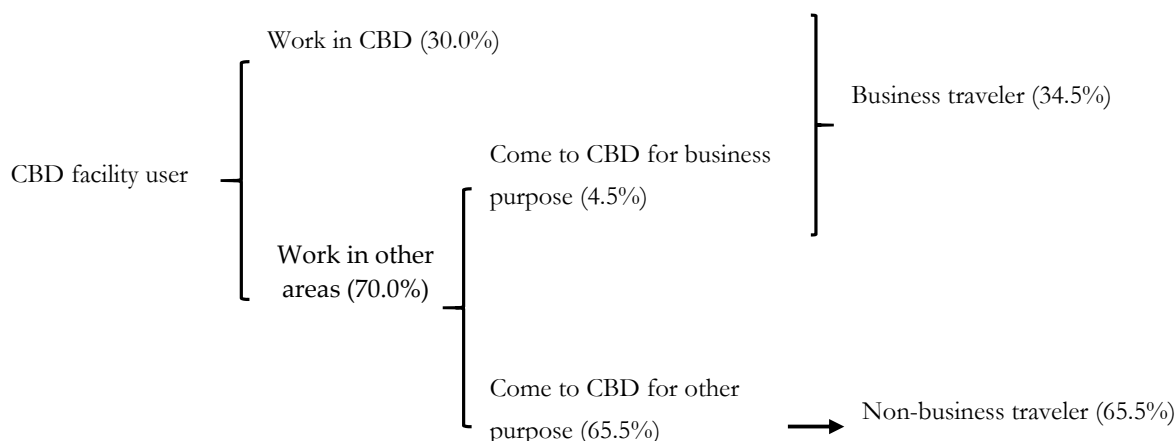 Work in CBD (30.0%)
Business traveler (34.5%)
CBD facility user
Come to CBD for business
purpose (4.5%)
Work in other
areas (70.0%)
Come to CBD for other
purpose (65.5%)
Non-business traveler (65.5%)